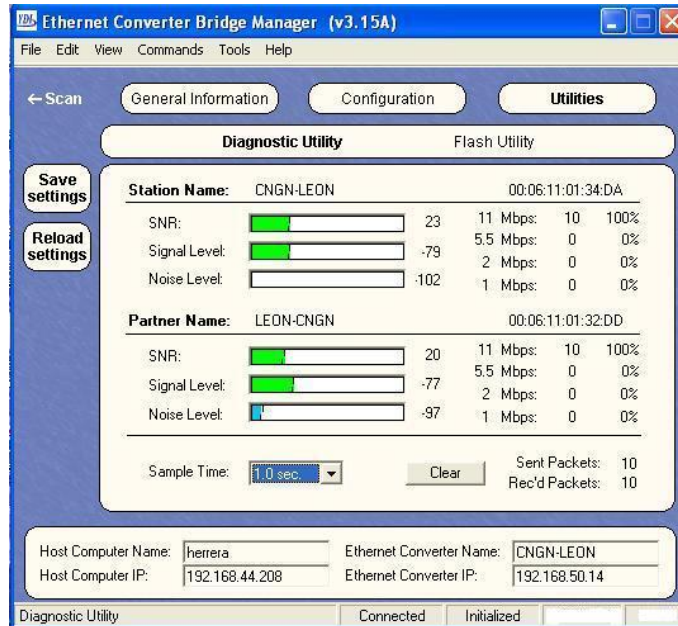 YDI Ethernet Converter Bridge Manager (v3.15A)
File Edit View Commands Tools Help
←Scan General Information Configuration Utilities
Diagnostic Utility Flash Utility
Save settings
Reload settings
Station Name: CNGN-LEON 00:06:11:01:34:DA
SNR: 23 11 Mbps: 10 100%
5.5 Mbps: 0 0%
Signal Level: -79
2 Mbps: 0 0%
Noise Level: -102
1 Mbps: 0 0%
Partner Name: LEON-CNGN 00:06:11:01:32:DD
SNR: 20 11 Mbps: 10 100%
5.5 Mbps: 0 0%
Signal Level: -77
2 Mbps: 0 0%
Noise Level: -97
1 Mbps: 0 0%
Sample Time: 1.0 sec. Clear Sent Packets: 10
Rec'd Packets: 10
Host Computer Name: herrera Ethernet Converter Name: CNGN-LEON
Host Computer IP: 192.168.44.208 Ethernet Converter IP: 192.168.50.14
Diagnostic Utility Connected Initialized